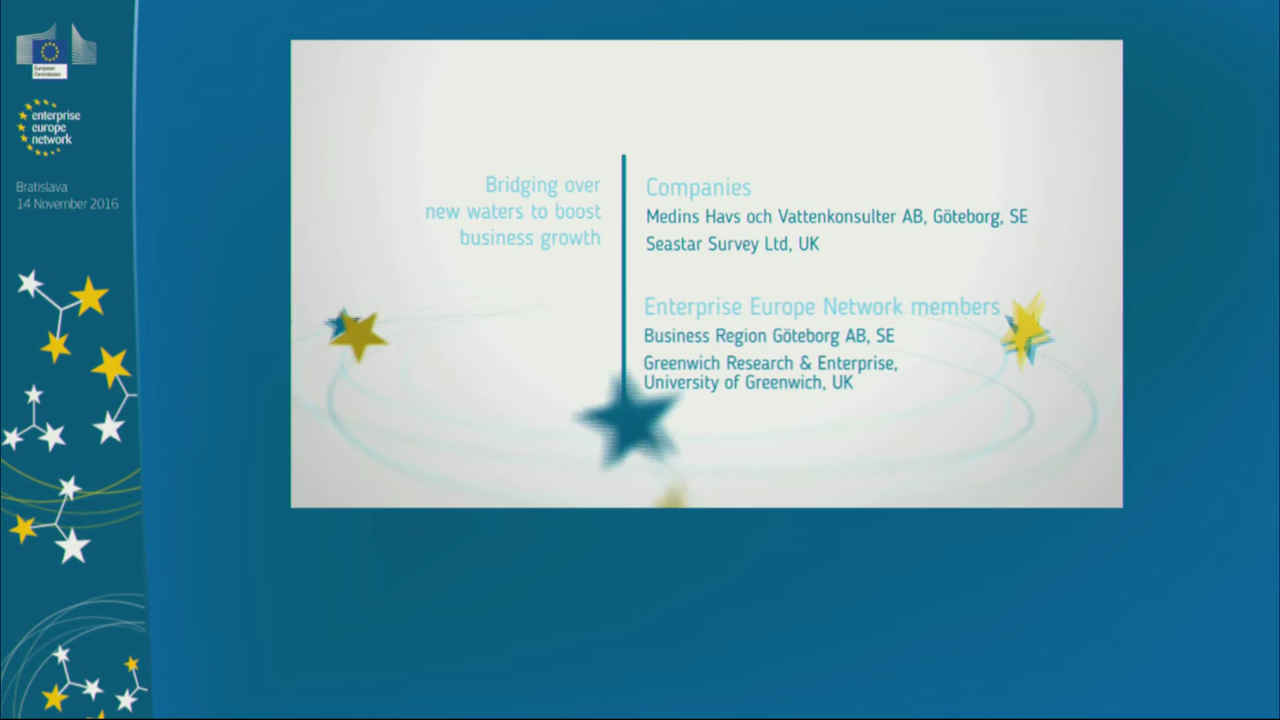 European
Commission
enterprise
europe
network
Bratislava
14 November 2016
Bridging over
new waters to boost
business growth
Companies
Medins Havs och Vattenkonsulter AB, Göteborg, SE
Seastar Survey Ltd, UK
Enterprise Europe Network members
Business Region Göteborg AB, SE
Greenwich Research & Enterprise,
University of Greenwich, UK